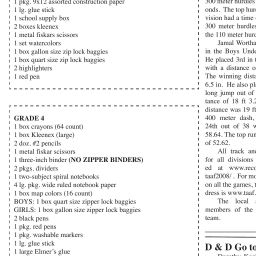 1 pkg. 9x12 assorted construction paper
1 lg. glue stick
1 school supply box
2 boxes kleenex
1 metal fiskars scissors
1 set watercolors
1 box gallon size zip lock baggies
1 box quart size zip lock baggies
2 highlighters
1 red pen
GRADE 4
1 box crayons (64 count)
1 box Kleenex (large)
2 doz. #2 pencils
1 metal fiskar scissors
1 three-inch binder (NO ZIPPER BINDERS)
2 pkgs. dividers
1 two-subject spiral notebooks
4 lg. pkg. wide ruled notebook paper
1 box map colors (16 count)
BOYS: 1 box quart size zipper lock baggies
GIRLS: 1 box gallon size zipper lock baggies
2 black pens
1 pkg. red pens
1 pkg. washable markers
1 lg. glue stick
1 large Elmer's glue
300 meter hurdles
onds. The top hur
vision had a time o
300 meter hurdles
the 110 meter hurd
Jamal Wortha
in the Boys Unde
He placed 3rd in t
with a distance o
The winning dista
6.5 in. He also pla
long jump out of
tance of 18 ft 3.2
distance was 19 ft
400 meter dash,
24th out of 38 w
58.64. The top run
of 52.62.
All track an
for all divisions
ed at www.reco
taaf2008/ . For mo
on all the games, t
dress is www.taaf.
The local s
members of the
team.
D & D Go to